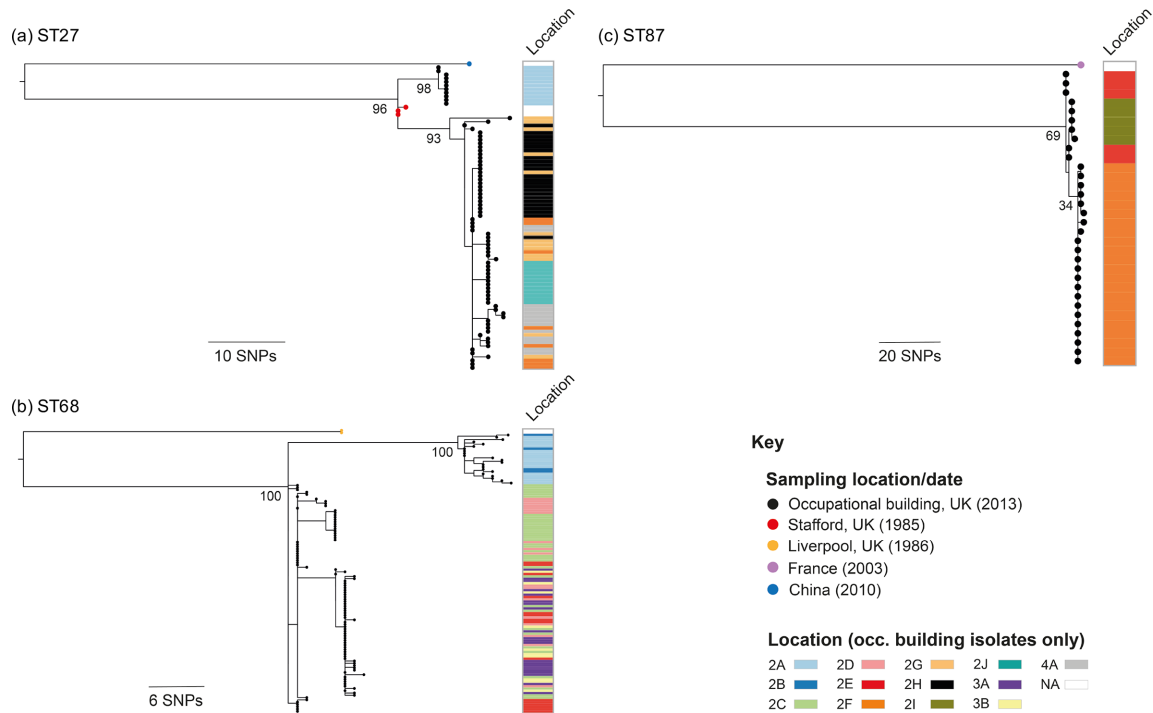 (a) ST27
Location
98
96
93
10 SNPs
(c) ST87
Location
69
34
20 SNPs
(b) ST68
Location
100
100
6 SNPs
Key
Sampling location/date
Occupational building, UK (2013)
Stafford, UK (1985)
Liverpool, UK (1986)
France (2003)
China (2010)
Location (occ. building isolates only)
2A 2D 2G 2J 4A
2B 2E 2H 3A NA
2C 2F 2I 3B